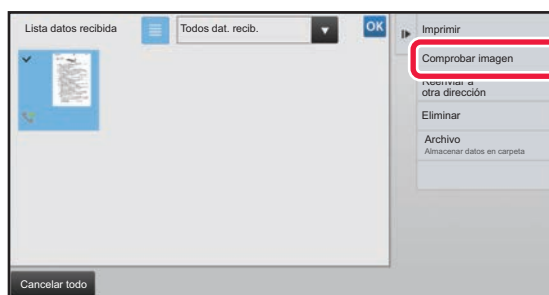 Lista datos recibida
Todos dat. recib.
OK
Imprimir
Comprobar imagen
Reenviar a
otra dirección
Eliminar
Archivo
Almacenar datos en carpeta
Cancelar todo